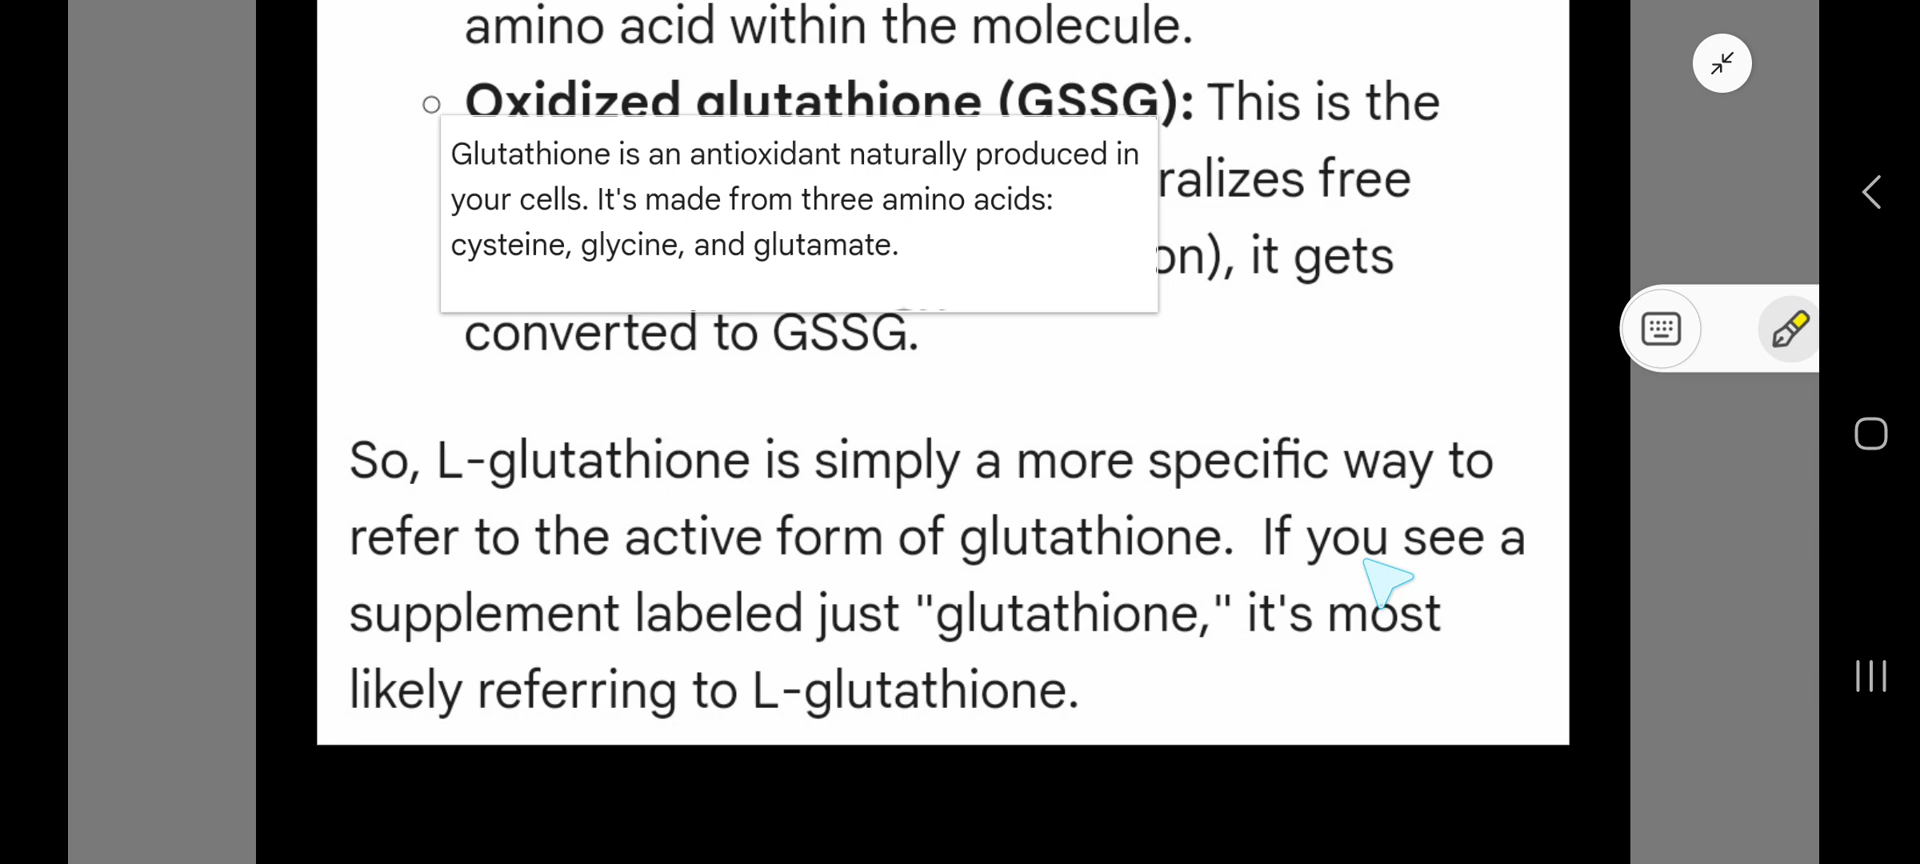 amino acid within the molecule.
Oxidized glutathione (GSSG): This is the
Glutathione is an antioxidant naturally produced in
your cells. It's made from three amino acids:
cysteine, glycine, and glutamate.
ralizes free
on), it gets
converted to GSSG.
So, L-glutathione is simply a more specific way to
refer to the active form of glutathione. If you see a
supplement labeled just "glutathione," it's most
likely referring to L-glutathione.